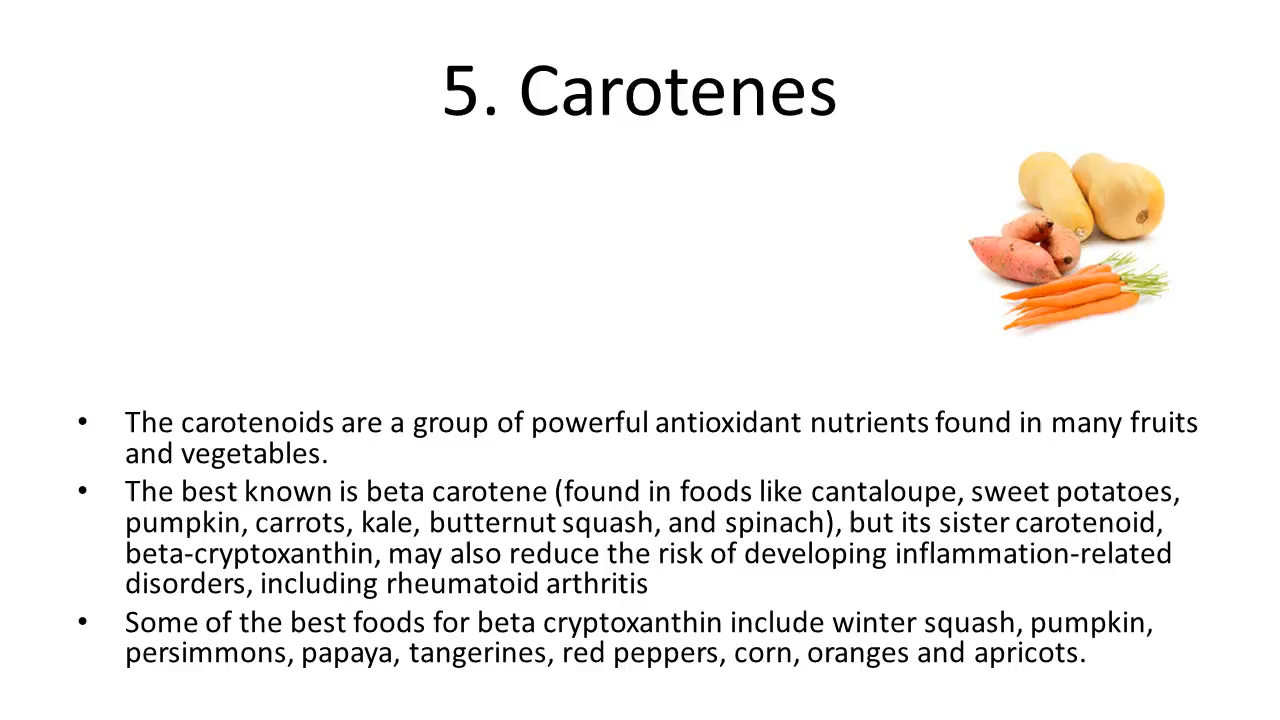 5. Carotenes
• The carotenoids are a group of powerful antioxidant nutrients found in many fruits
and vegetables.
• The best known is beta carotene (found in foods like cantaloupe, sweet potatoes,
pumpkin, carrots, kale, butternut squash, and spinach), but its sister carotenoid,
beta-cryptoxanthin, may also reduce the risk of developing inflammation-related
disorders, including rheumatoid arthritis
• Some of the best foods for beta cryptoxanthin include winter squash, pumpkin,
persimmons, papaya, tangerines, red peppers, corn, oranges and apricots.